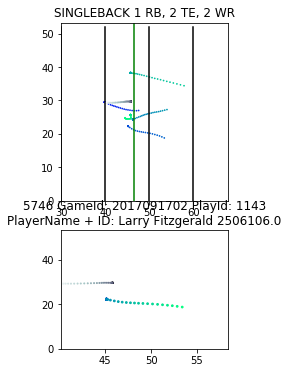 SINGLEBACK 1 RB, 2 TE, 2 WR
50
40
30
20
10
0
30 40 50 60
5746 GameId: 2017091702 PlayId: 1143
PlayerName + ID: Larry Fitzgerald 2506106.0
40
20
0
45 50 55